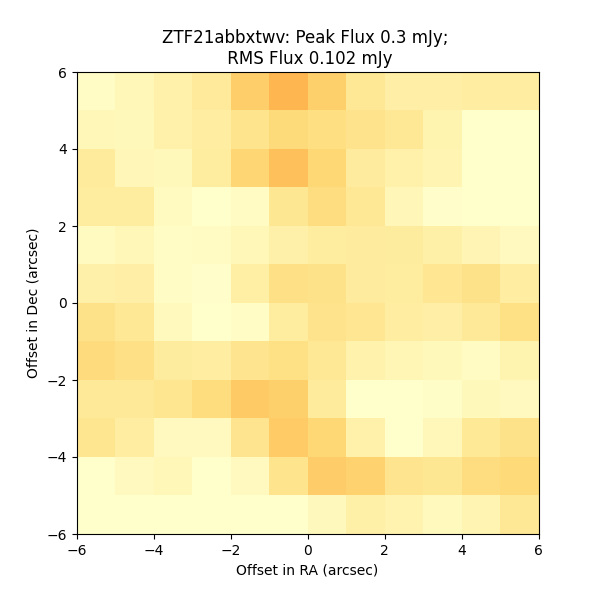 ZTF21abbxtwv: Peak Flux 0.3 mJy;
RMS Flux 0.102 mJy
6
4
2
0
−2
−4
−6
Offset in Dec (arcsec)
−6 −4 −2 0 2 4 6
Offset in RA (arcsec)